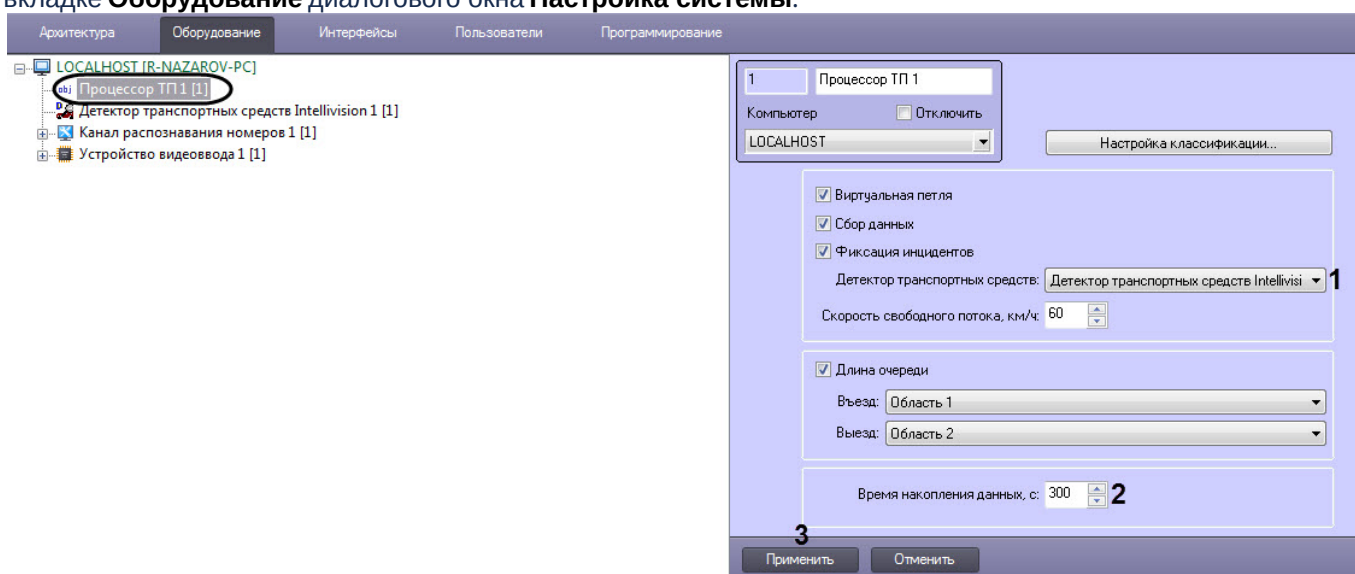 вкладке Оборудование диалогового окна Настройка системы.
Архитектура Оборудование Интерфейсы Пользователи Программирование
LOCALHOST [R-NAZAROV-PC]
obj Процессор ТП 1 [1]
Детектор транспортных средств Intellivision 1 [1]
Канал распознавания номеров 1 [1]
Устройство видеоввода 1 [1]
1 Процессор ТП 1
Компьютер Отключить
LOCALHOST
Настройка классификации...
Виртуальная петля
Сбор данных
Фиксация инцидентов
Детектор транспортных средств: Детектор транспортных средств Intellivisi 1
Скорость свободного потока, км/ч: 60
Длина очереди
Въезд: Область 1
Выезд: Область 2
Время накопления данных, с: 300 2
3
Применить Отменить